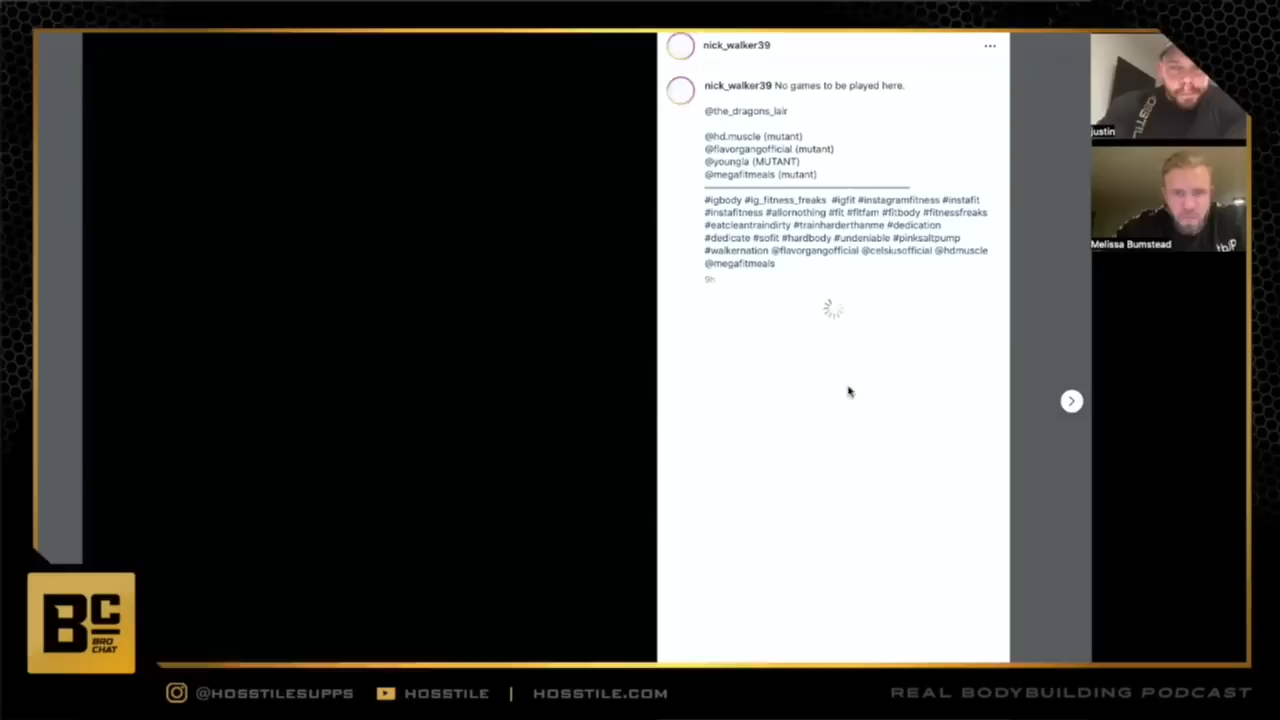 nick_walker39
nick_walker39 No games to be played here.
@the_dragons_lair
@hd.muscle (mutant)
@flavorgangofficial (mutant)
@youngla (MUTANT)
@megafitmeals (mutant)
#igbody #ig_fitness_freaks #igfit #instagramfitness #instafit
#instafitness #allornothing #fit #fitfam #fitbody #fitnessfreaks
#eatcleantraindirty #trainharderthanme #dedication
#dedicate #sofit #hardbody #undeniable #pinksaltpump
#walkernation @flavorgangofficial @celsiusofficial @hdmuscle
@megafitmeals
9h
justin
Melissa Bumstead
BC
BRO
CHAT
@HOSSTILESUPPS HOSSTILE | HOSSTILE.COM
REAL BODYBUILDING PODCAST